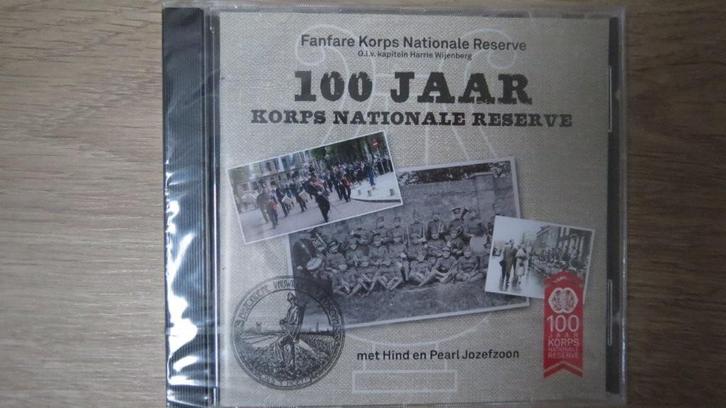 Fanfare Korps Nationale Reserve
O.l.v. kapitein Harrie Wijenberg
100 JAAR
KORPS NATIONALE RESERVE
100
JAAR
KORPS
NATIONALE
RESERVE
met Hind en Pearl Jozefzoon